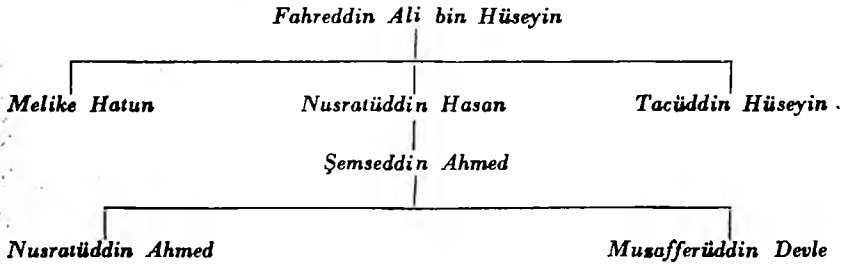 Fahreddin Ali bin Hüseyin
Melike Hatun Nusratüddin Hasan Tacüddin Hüseyin .
Şemseddin Ahmed
Nusratüddin Ahmed Muzafferüddin Devle